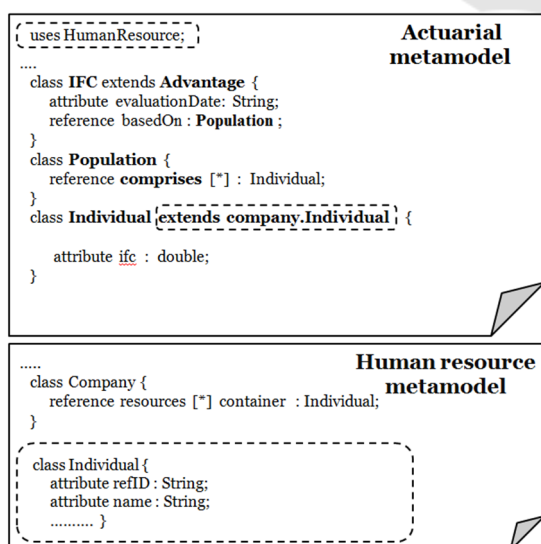 uses HumanResource;
Actuarial
metamodel
....
class IFC extends Advantage {
attribute evaluationDate: String;
reference basedOn : Population ;
}
class Population {
reference comprises [*] : Individual;
}
class Individual extends company.Individual {
attribute ifc : double;
}
.....
Human resource
metamodel
class Company {
reference resources [*] container : Individual;
}
class Individual {
attribute refID : String;
attribute name : String;
.......... }